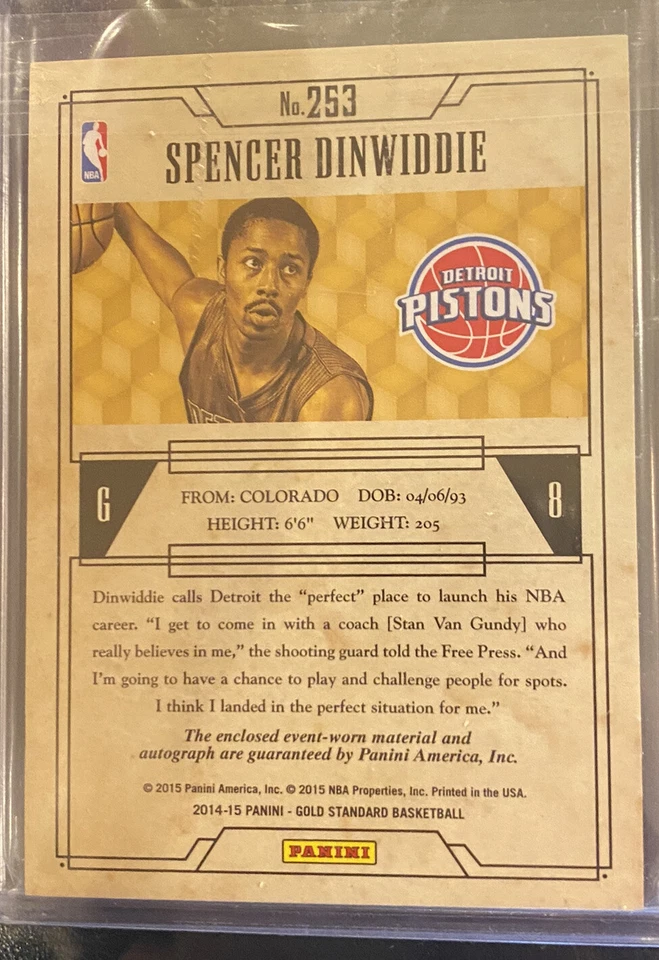 No. 253
SPENCER DINWIDDIE
NBA
DETROIT
PISTONS
G
8
FROM: COLORADO DOB: 04/06/93
HEIGHT: 6'6" WEIGHT: 205
Dinwiddie calls Detroit the “perfect” place to launch his NBA
career. “I get to come in with a coach [Stan Van Gundy] who
really believes in me,” the shooting guard told the Free Press. “And
I’m going to have a chance to play and challenge people for spots.
I think I landed in the perfect situation for me.”
The enclosed event-worn material and
autograph are guaranteed by Panini America, Inc.
© 2015 Panini America, Inc. © 2015 NBA Properties, Inc. Printed in the USA.
2014-15 PANINI - GOLD STANDARD BASKETBALL
PANINI